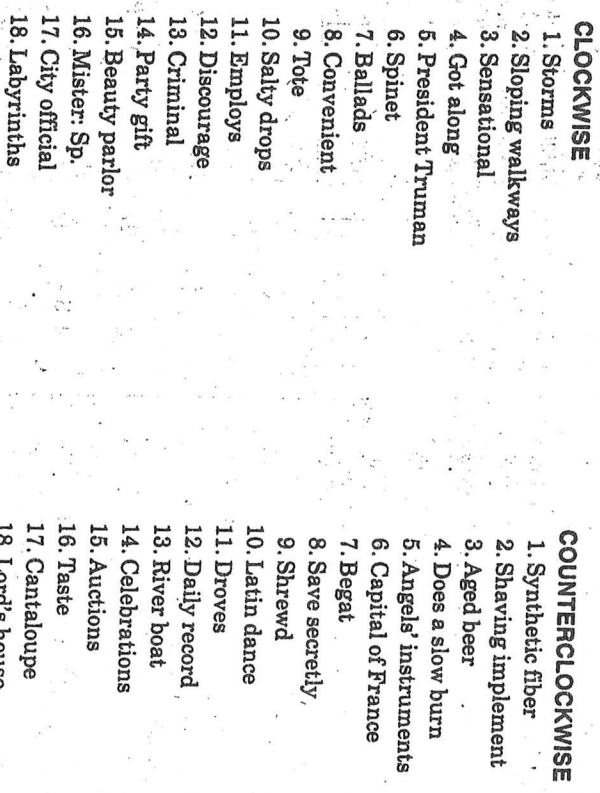 CLOCKWISE
1. Storms
2. Sloping walkways
3. Sensational
4. Got along
5. President Truman
6. Spinet
7. Ballads
8. Convenient
9. Tote
10. Salty drops
11. Employs
12. Discourage
13. Criminal
14. Party gift
15. Beauty parlor
16. Mister: Sp.
17. City official
18. Labyrinths
COUNTERCLOCKWISE
1. Synthetic fiber
2. Shaving implement
3. Aged beer
4. Does a slow burn
5. Angels' instruments
6. Capital of France
7. Begat
8. Save secretly
9. Shrewd
10. Latin dance
11. Droves
12. Daily record
13. River boat
14. Celebrations
15. Auctions
16. Taste
17. Cantaloupe
18. Lord's house